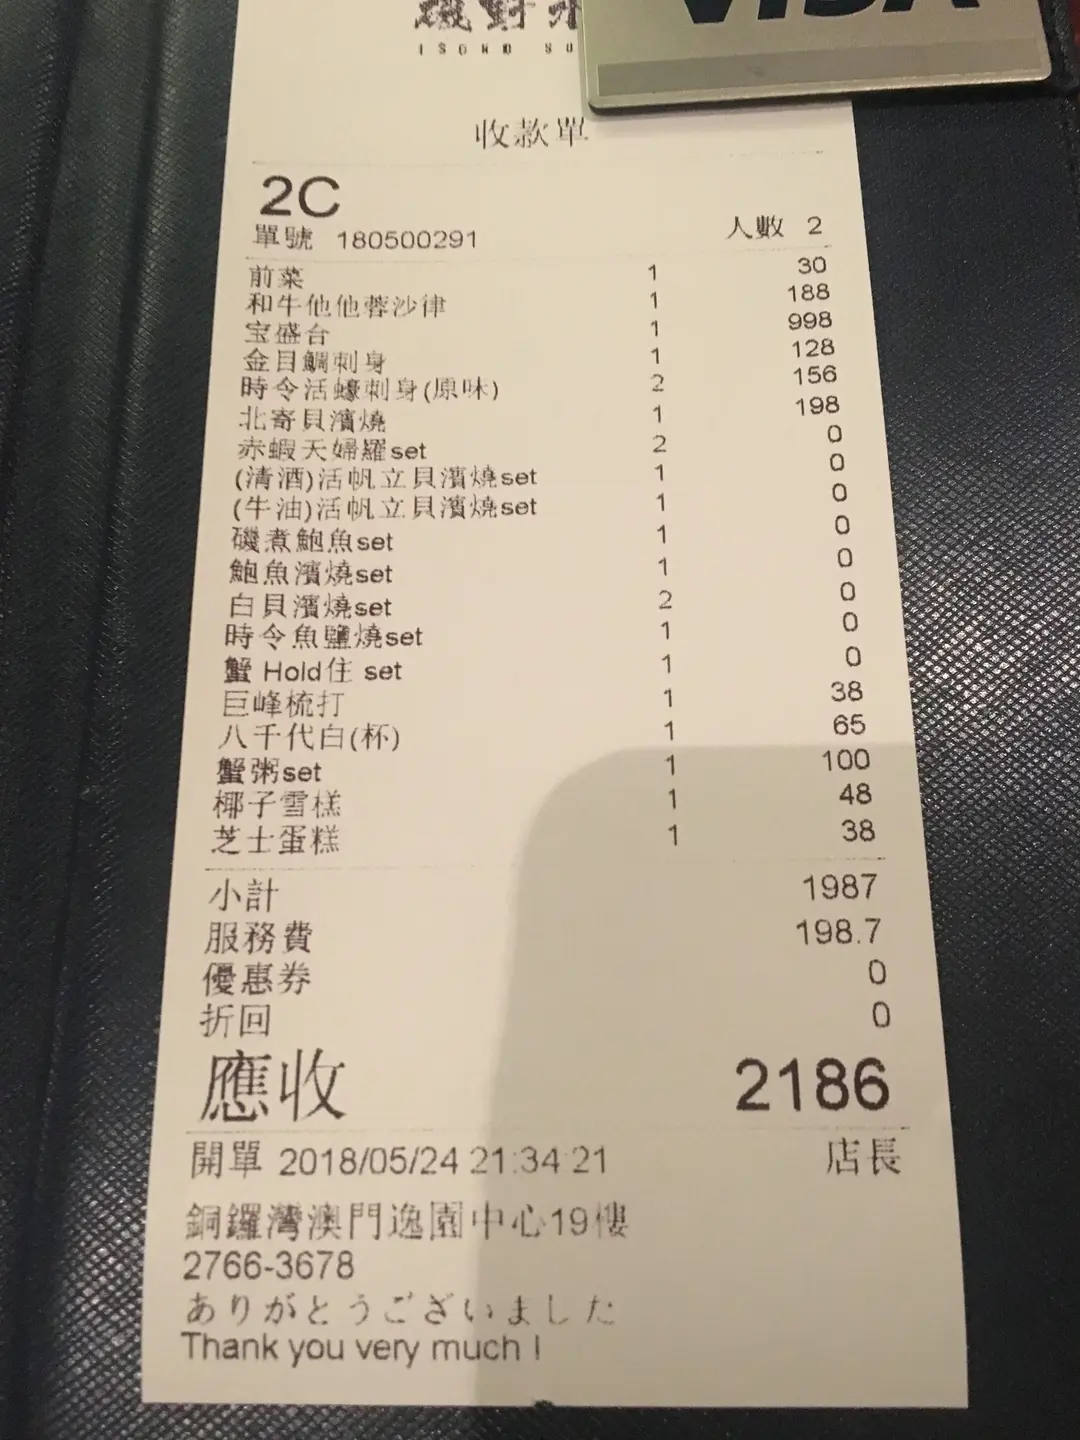 磯野
ISONO
VISA
收款單
2C
單號 180500291 人數 2
前菜 1 30
和牛他他蓉沙律 1 188
宝盛台 1 998
金目鯛刺身 1 128
時令活蠔刺身(原味) 2 156
北寄貝濱燒 1 198
赤蝦天婦羅set 2 0
(清酒)活帆立貝濱燒set 1 0
(牛油)活帆立貝濱燒set 1 0
磯煮鮑魚set 1 0
鮑魚濱燒set 1 0
白貝濱燒set 2 0
時令魚鹽燒set 1 0
蟹 Hold住 set 1 0
巨峰梳打 1 38
八千代白(杯) 1 65
蟹粥set 1 100
椰子雪糕 1 48
芝士蛋糕 1 38
小計 1987
服務費 198.7
優惠券 0
折回 0
應收 2186
開單 2018/05/24 21:34:21 店長
銅鑼灣澳門逸園中心19樓
2766-3678
ありがとうございました
Thank you very much !